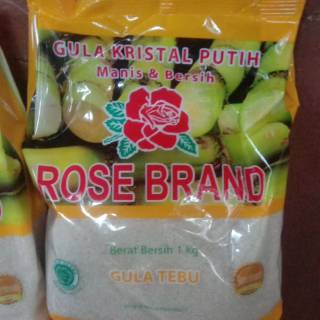 GULA KRISTAL PUTIH
Manis & Bersih
ROSE BRAND
Berat Bersih 1 kg
GULA TEBU